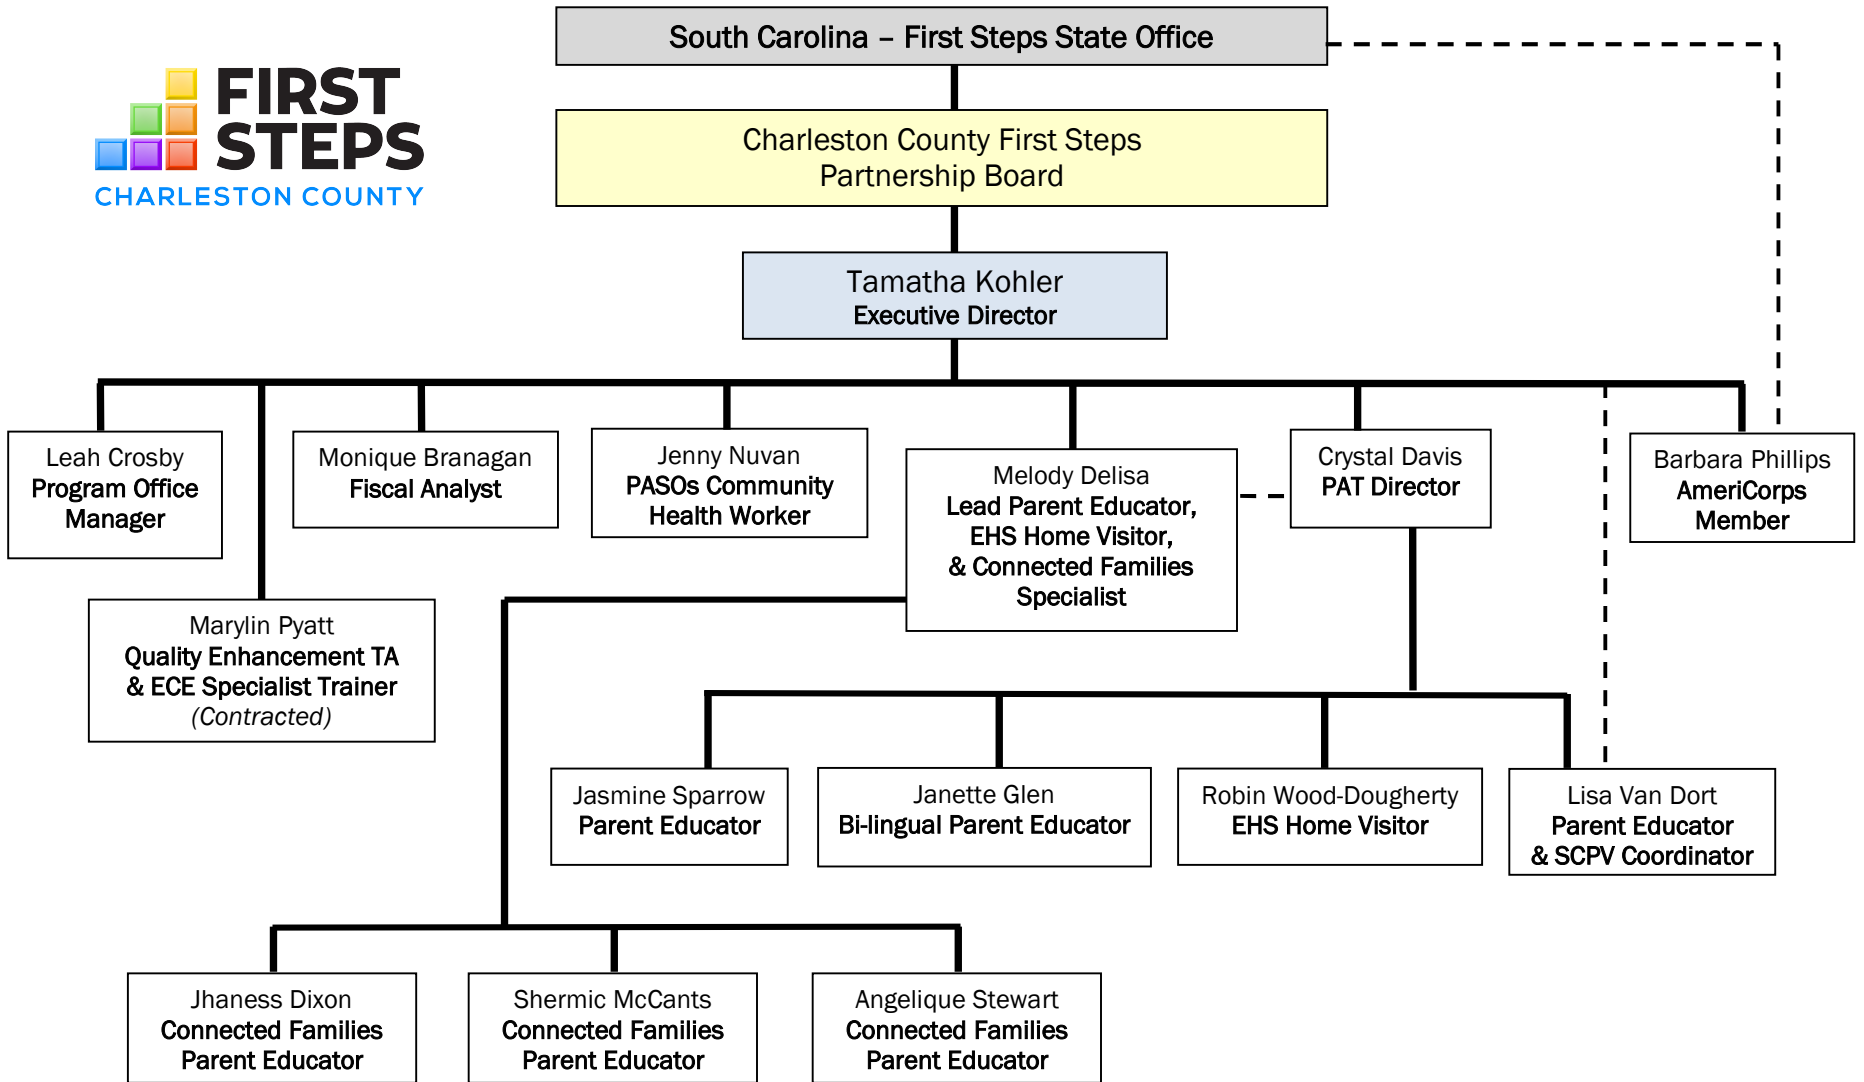 South Carolina – First Steps State Office
FIRST
STEPS
CHARLESTON COUNTY
Charleston County First Steps
Partnership Board
Tamatha Kohler
Executive Director
Leah Crosby
Program Office
Manager
Monique Branagan
Fiscal Analyst
Jenny Nuvan
PASOs Community
Health Worker
Melody Delisa
Lead Parent Educator,
EHS Home Visitor,
& Connected Families
Specialist
Crystal Davis
PAT Director
Barbara Phillips
AmeriCorps
Member
Marylin Pyatt
Quality Enhancement TA
& ECE Specialist Trainer
(Contracted)
Jasmine Sparrow
Parent Educator
Janette Glen
Bi-lingual Parent Educator
Robin Wood-Dougherty
EHS Home Visitor
Lisa Van Dort
Parent Educator
& SCPV Coordinator
Jhaness Dixon
Connected Families
Parent Educator
Shermic McCants
Connected Families
Parent Educator
Angelique Stewart
Connected Families
Parent Educator